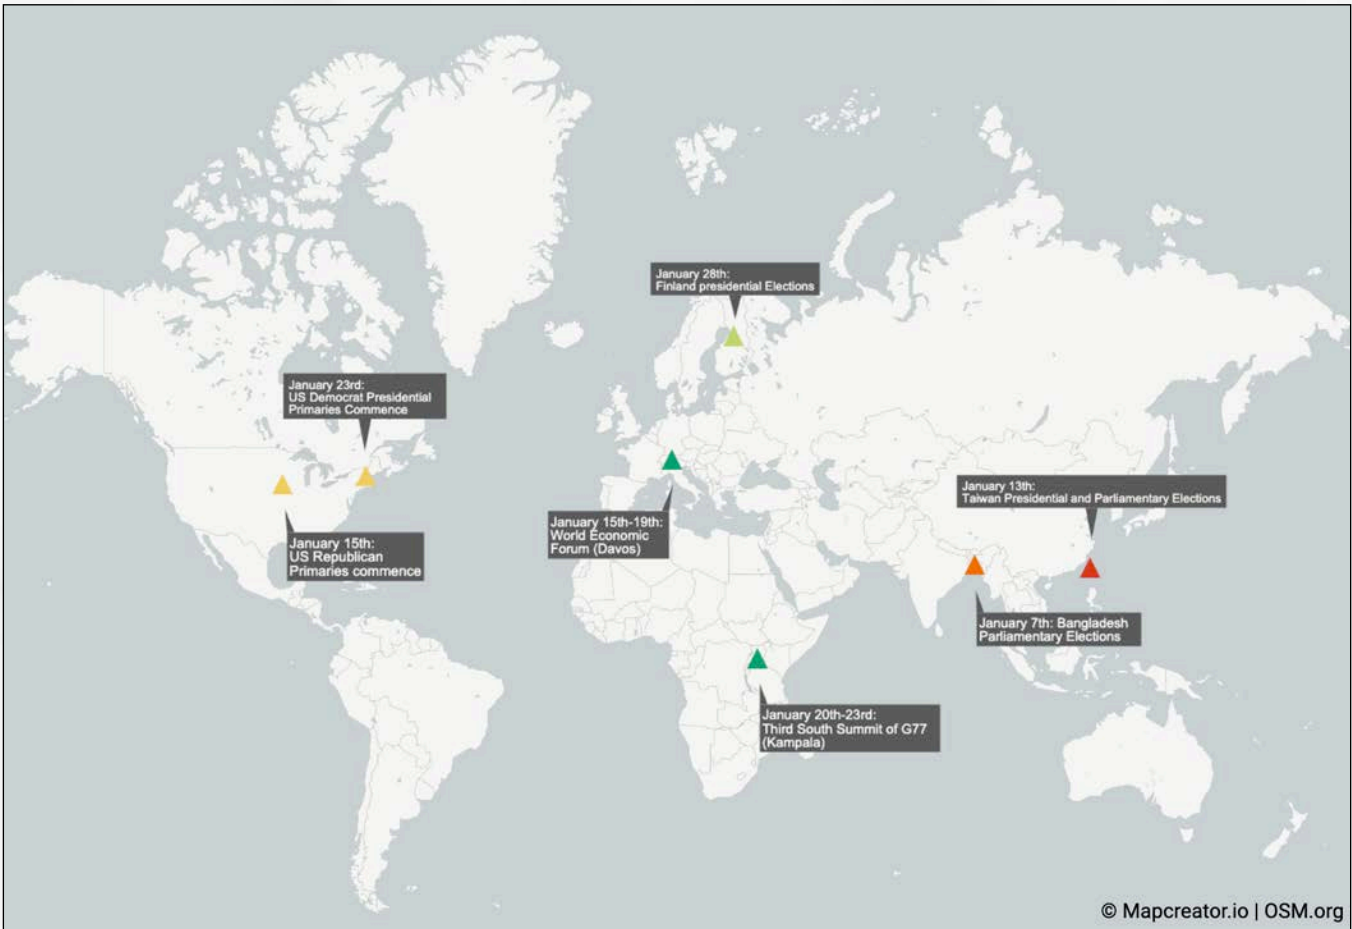 January 28th:
Finland presidential Elections
January 23rd:
US Democrat Presidential
Primaries Commence
January 13th:
Taiwan Presidential and Parliamentary Elections
January 15th-19th:
World Economic
Forum (Davos)
January 15th:
US Republican
Primaries commence
January 7th: Bangladesh
Parliamentary Elections
January 20th-23rd:
Third South Summit of G77
(Kampala)
© Mapcreator.io | OSM.org